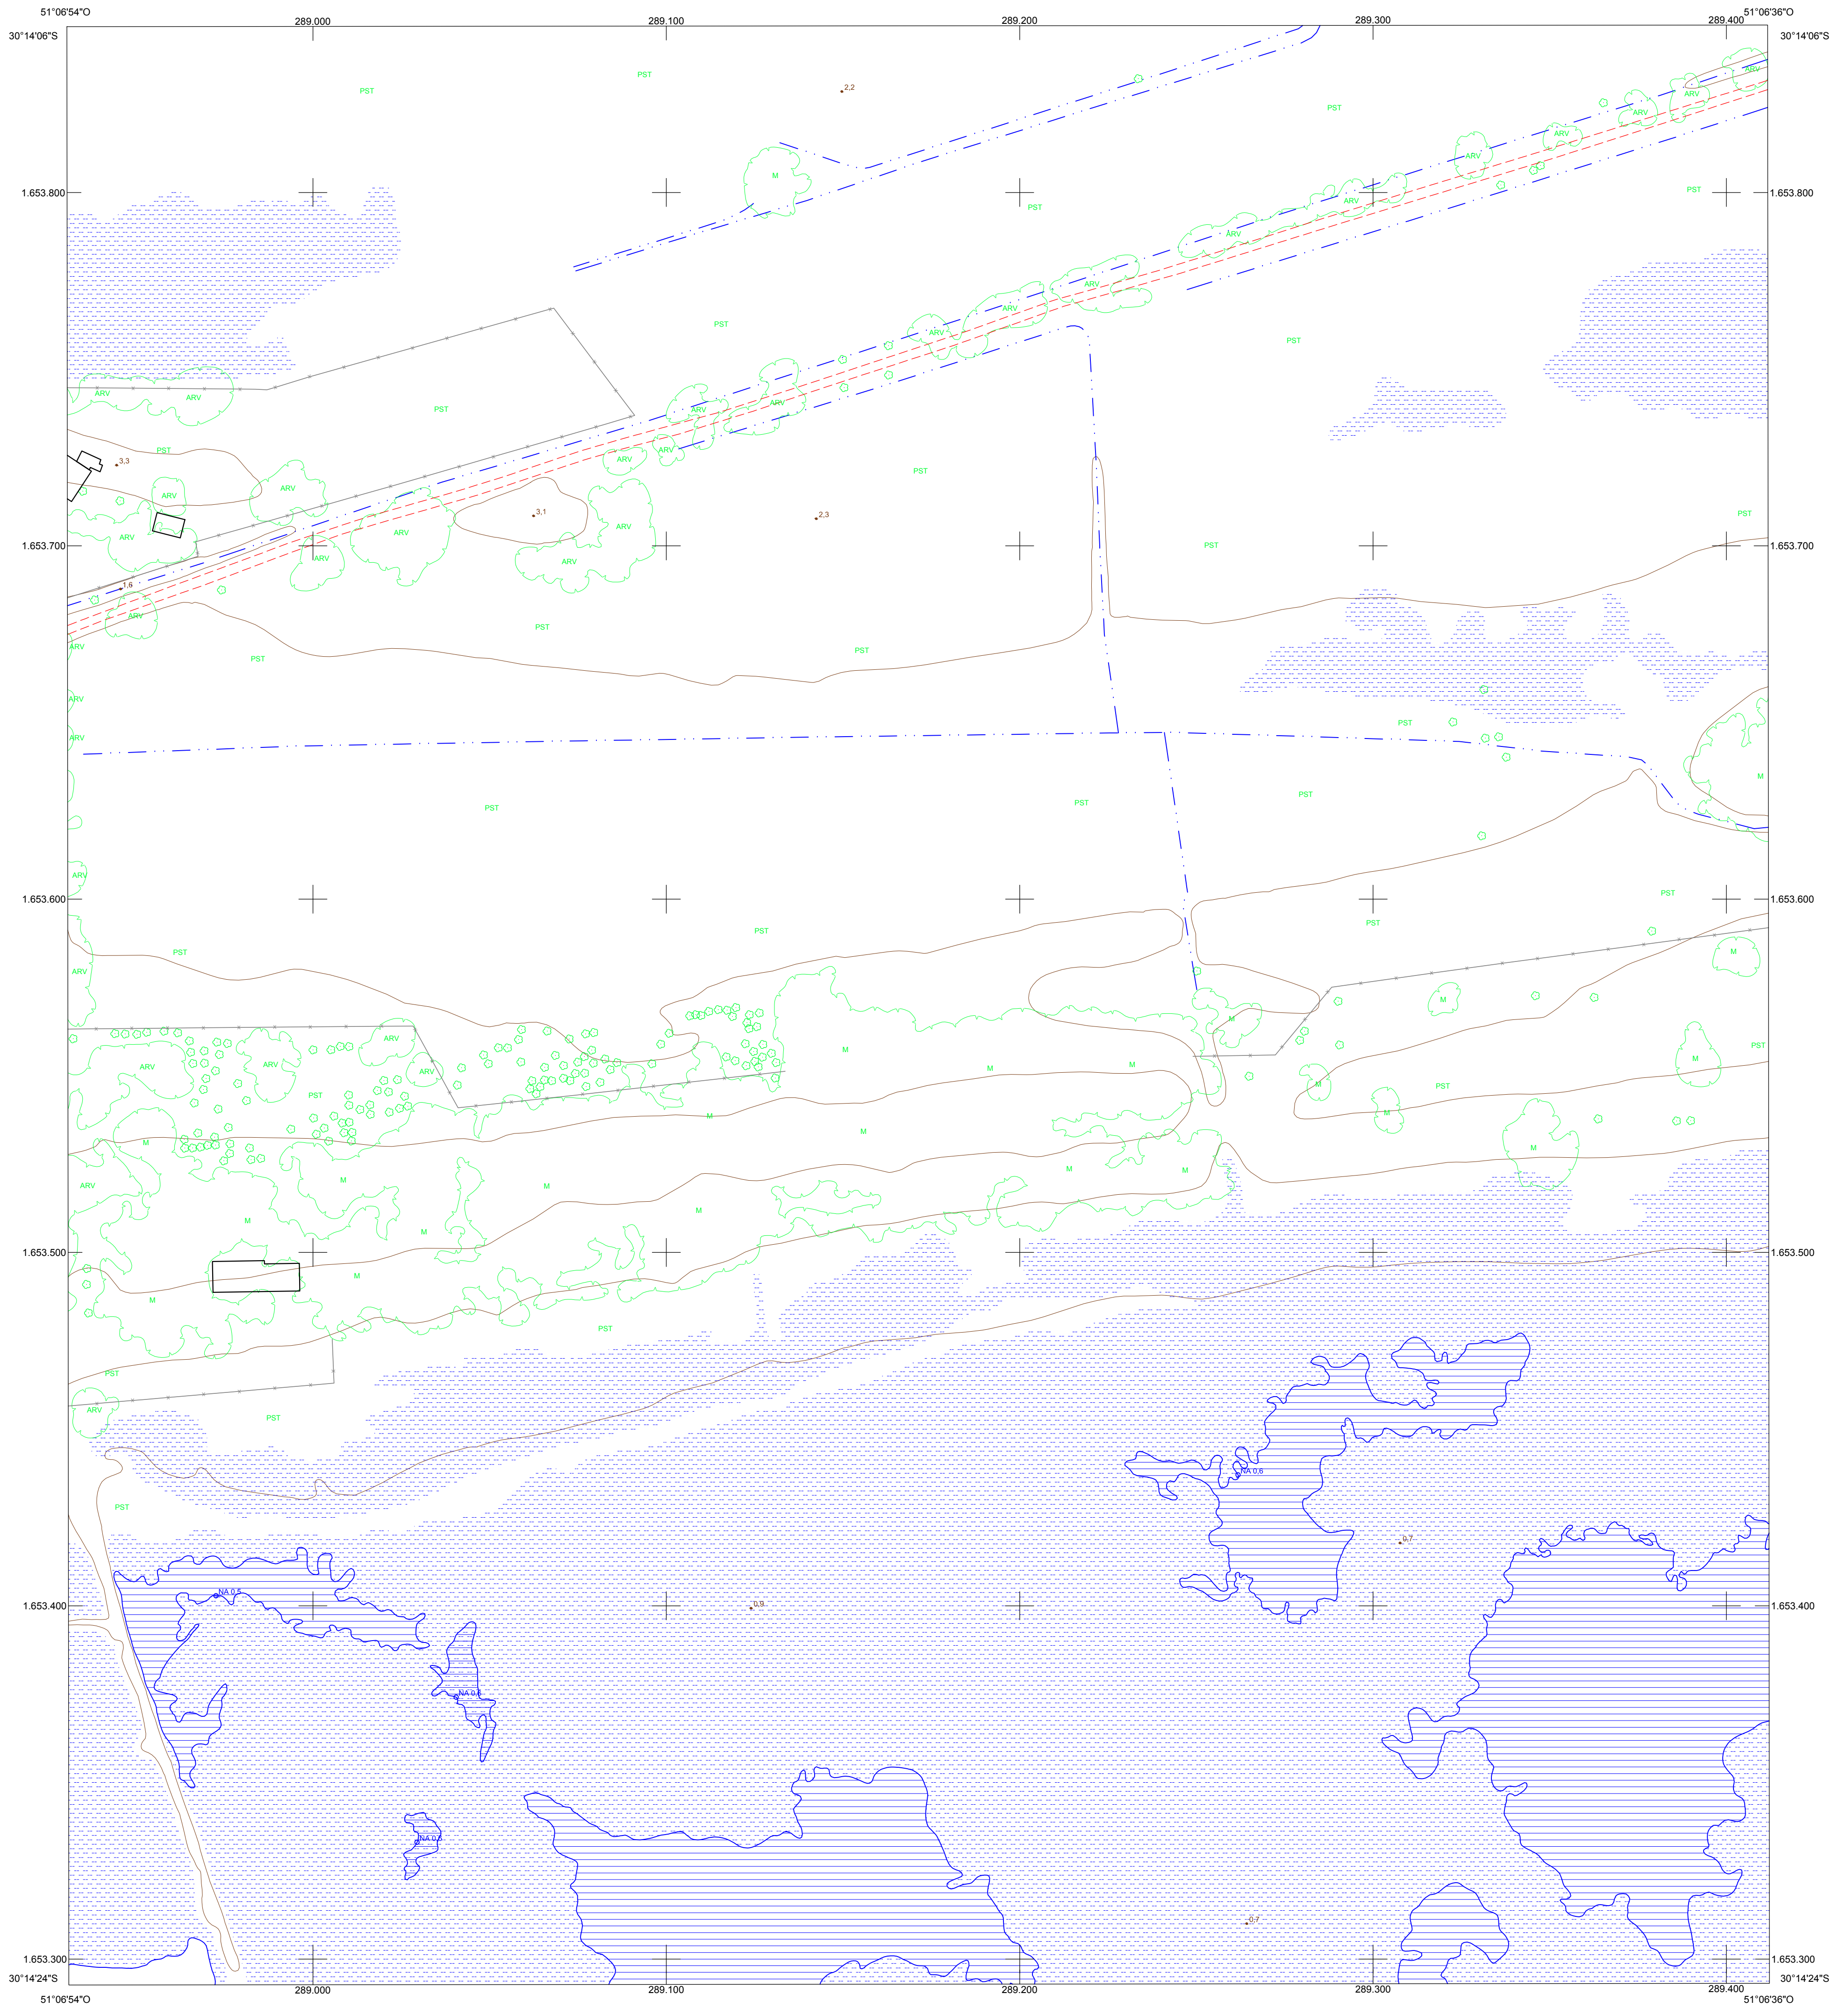 51°06'54"O
289.000
289.100
289.200
289.300
289.400
51°06'36"O
30°14'06"S
30°14'06"S
PST
PST
2,2
PST
ARV
ARV
ARV
ARV
ARV
M
1.653.800
PST
PST
ARV
1.653.800
ARV
ARV
ARV
PST
ARV
PST
ARV
ARV
PST
ARV
ARV
PST
ARV
ARV
3,3
PST
ARV
ARV
3,1
2,3
PST
ARV
ARV
ARV
1.653.700
ARV
ARV
PST
1.653.700
1,6
ARV
PST
ARV
PST
PST
ARV
PST
ARV
M
PST
PST
PST
ARV
PST
1.653.600
PST
PST
1.653.600
PST
ARV
M
M
M
ARV
M
PST
ARV
ARV
M
M
M
M
PST
PST
M
M
M
M
M
M
ARV
M
M
M
M
M
M
M
1.653.500
1.653.500
M
M
PST
PST
ARV
PST
NA 0,6
PST
0,7
NA 0,5
1.653.400
0,9
1.653.400
0,7
1.653.300
1.653.300
30°14'24"S
30°14'24"S
51°06'54"O
289.000
289.100
289.200
289.300
289.400
51°06'36"O